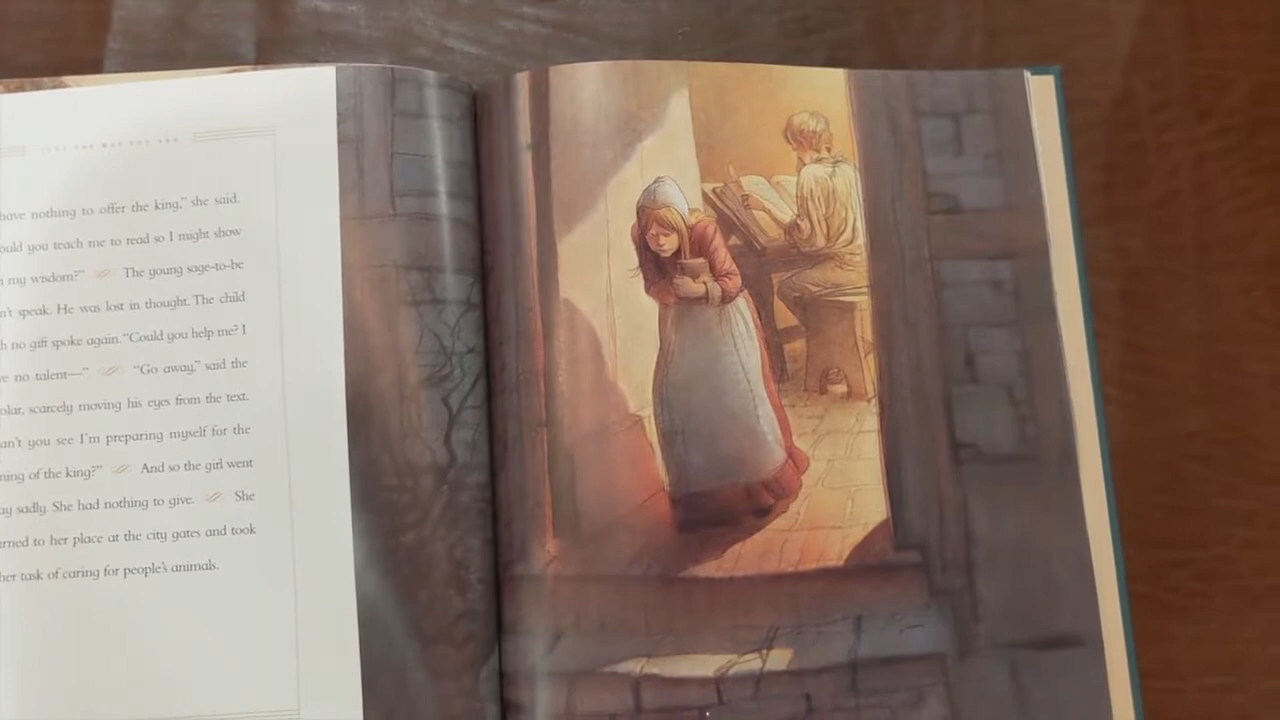 JUST THE WAY YOU ARE
have nothing to offer the king," she said.
ould you teach me to read so I might show
my wisdom?" The young sage-to-be
n't speak. He was lost in thought. The child
h no gift spoke again. "Could you help me? I
ve no talent—" "Go away," said the
olar, scarcely moving his eyes from the text.
an't you see I'm preparing myself for the
ning of the king?" And so the girl went
ay sadly. She had nothing to give. She
urned to her place at the city gates and took
her task of caring for people's animals.